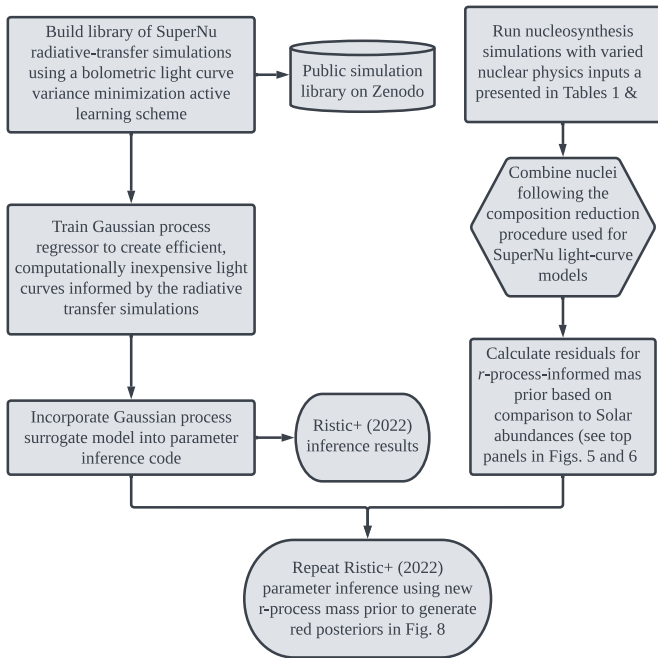 Build library of SuperNu
radiative-transfer simulations
using a bolometric light curve
variance minimization active
learning scheme
Public simulation
library on Zenodo
Train Gaussian process
regressor to create efficient,
computationally inexpensive light
curves informed by the radiative
transfer simulations
Incorporate Gaussian process
surrogate model into parameter
inference code
Ristic+ (2022)
inference results
Run nucleosynthesis
simulations with varied
nuclear physics inputs a
presented in Tables 1 &
Combine nuclei
following the
composition reduction
procedure used for
SuperNu light-curve
models
Calculate residuals for
r-process-informed mas
prior based on
comparison to Solar
abundances (see top
panels in Figs. 5 and 6
Repeat Ristic+ (2022)
parameter inference using new
r-process mass prior to generate
red posteriors in Fig. 8